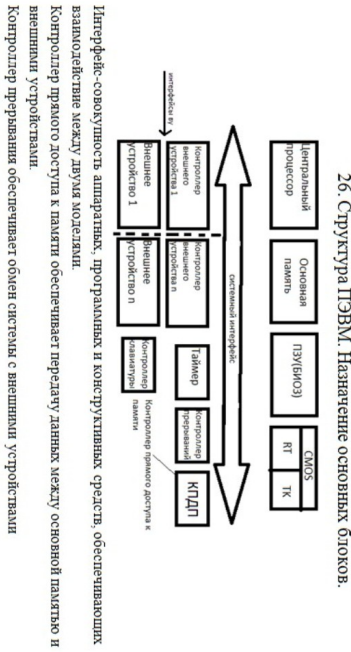 26. Структура ПЭВМ. Назначение основных блоков.
Центральный
процессор
Основная
память
ПЗУ(БИОЗ)
CMOS
RT
ТК
системный интерфейс
интерфейсы ву
Контроллер
внешнего
устройства 1
Контроллер
внешнего
устройства n
Таймер
Контроллер
прерываний
КПДП
Внешнее
устройство 1
Внешнее
устройство n
Контроллер
клавиатуры
Контроллер прямого доступа к
памяти
Интерфейс-совокупность аппаратных, программных и конструктивных средств, обеспечивающих
взаимодействие между двумя моделями.
Контроллер прямого доступа к памяти обеспечивает передачу данных между основной памятью и
внешними устройствами.
Контроллер прерывания обеспечивает обмен системы с внешними устройствами